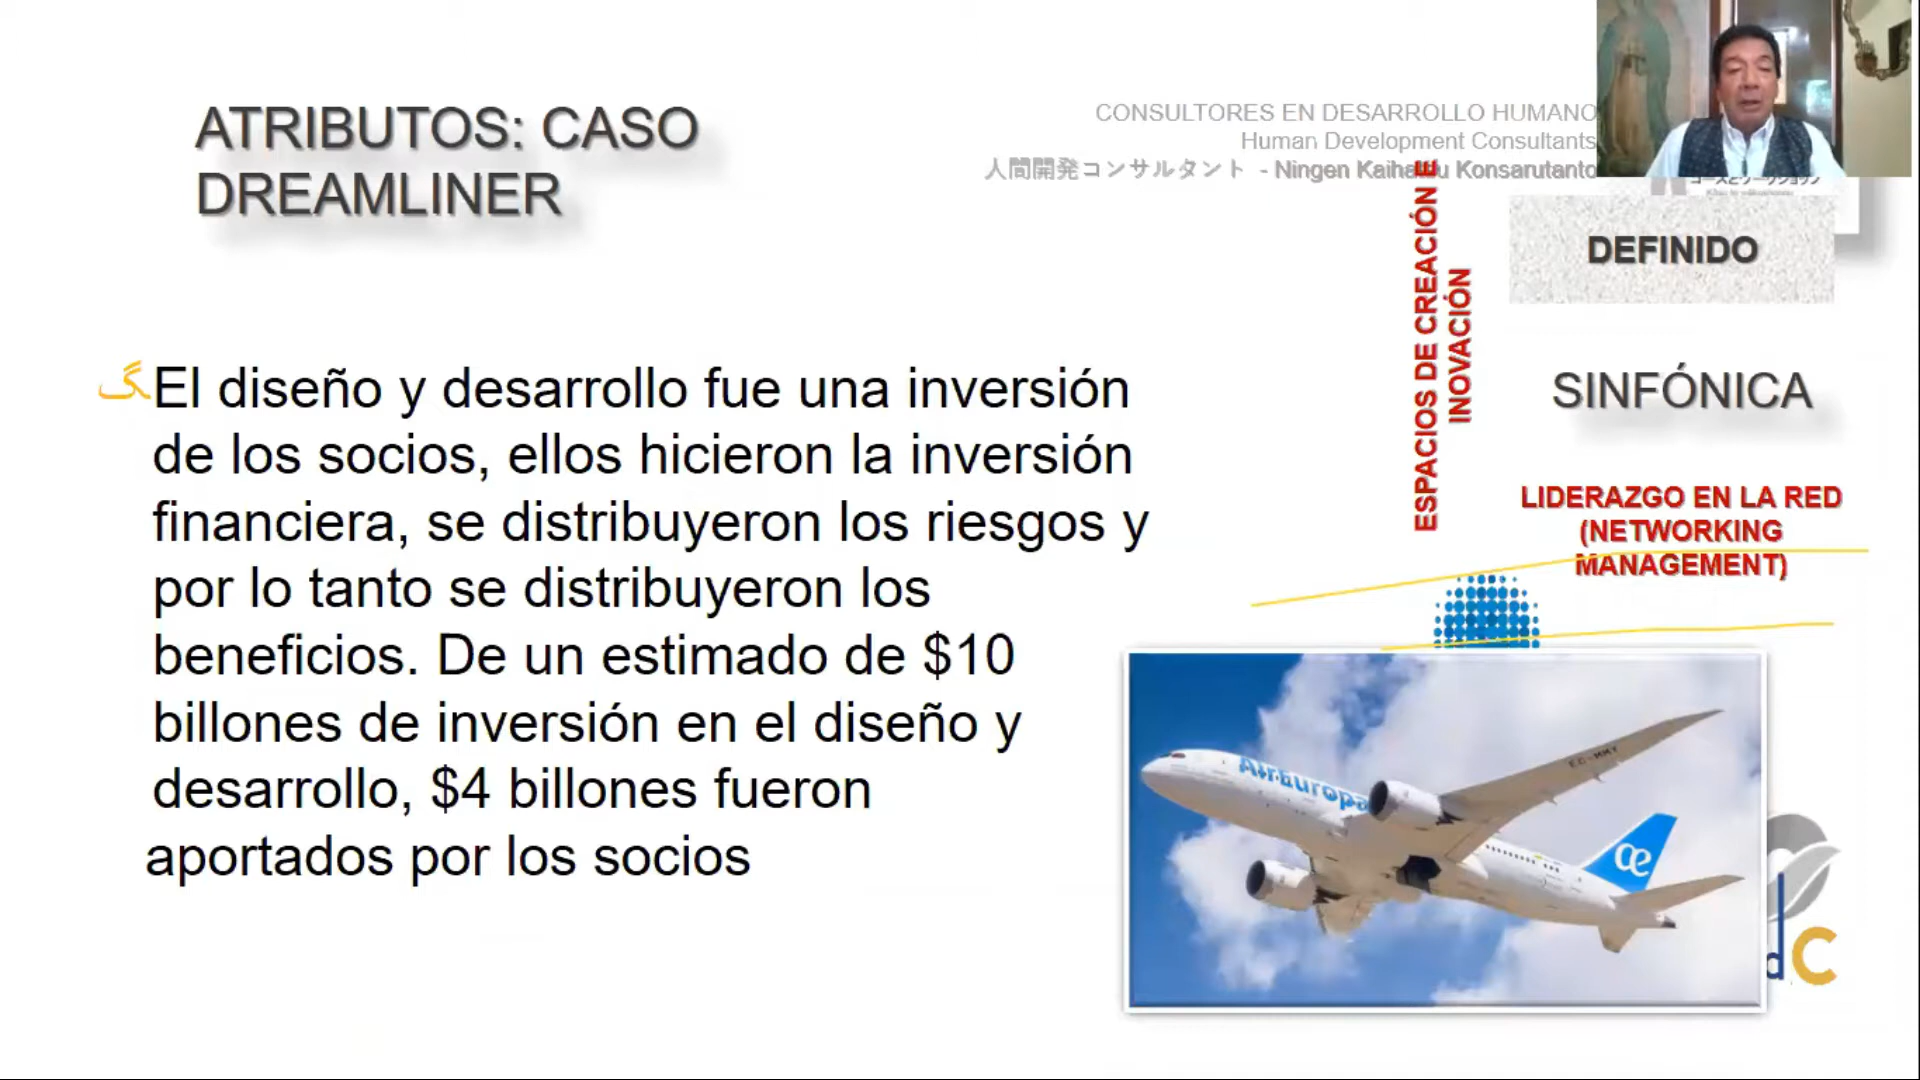 ATRIBUTOS: CASO
DREAMLINER
CONSULTORES EN DESARROLLO HUMANO
Human Development Consultants
人間開発コンサルタント - Ningen Kaihatsu Konsarutanto
DEFINIDO
ESPACIOS DE CREACIÓN E
INOVACIÓN
SINFÓNICA
LIDERAZGO EN LA RED
(NETWORKING
MANAGEMENT)
El diseño y desarrollo fue una inversión
de los socios, ellos hicieron la inversión
financiera, se distribuyeron los riesgos y
por lo tanto se distribuyeron los
beneficios. De un estimado de $10
billones de inversión en el diseño y
desarrollo, $4 billones fueron
aportados por los socios
AirEuropa
EC-MMY
æ
dc